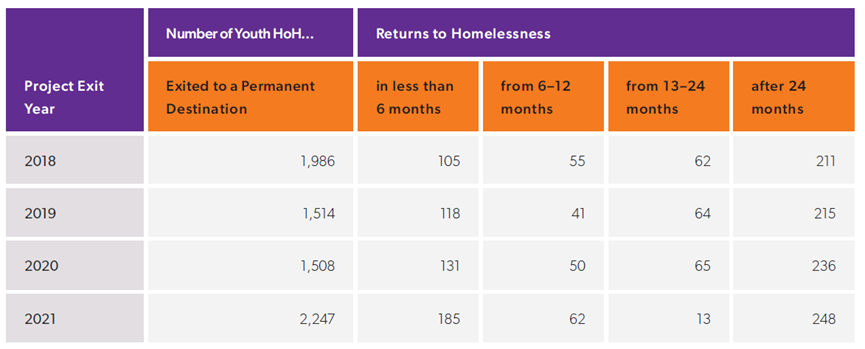 Number of Youth HoH... Returns to Homelessness
Project Exit Year Exited to a Permanent Destination in less than 6 months from 6–12 months from 13–24 months after 24 months
2018 1,986 105 55 62 211
2019 1,514 118 41 64 215
2020 1,508 131 50 65 236
2021 2,247 185 62 13 248